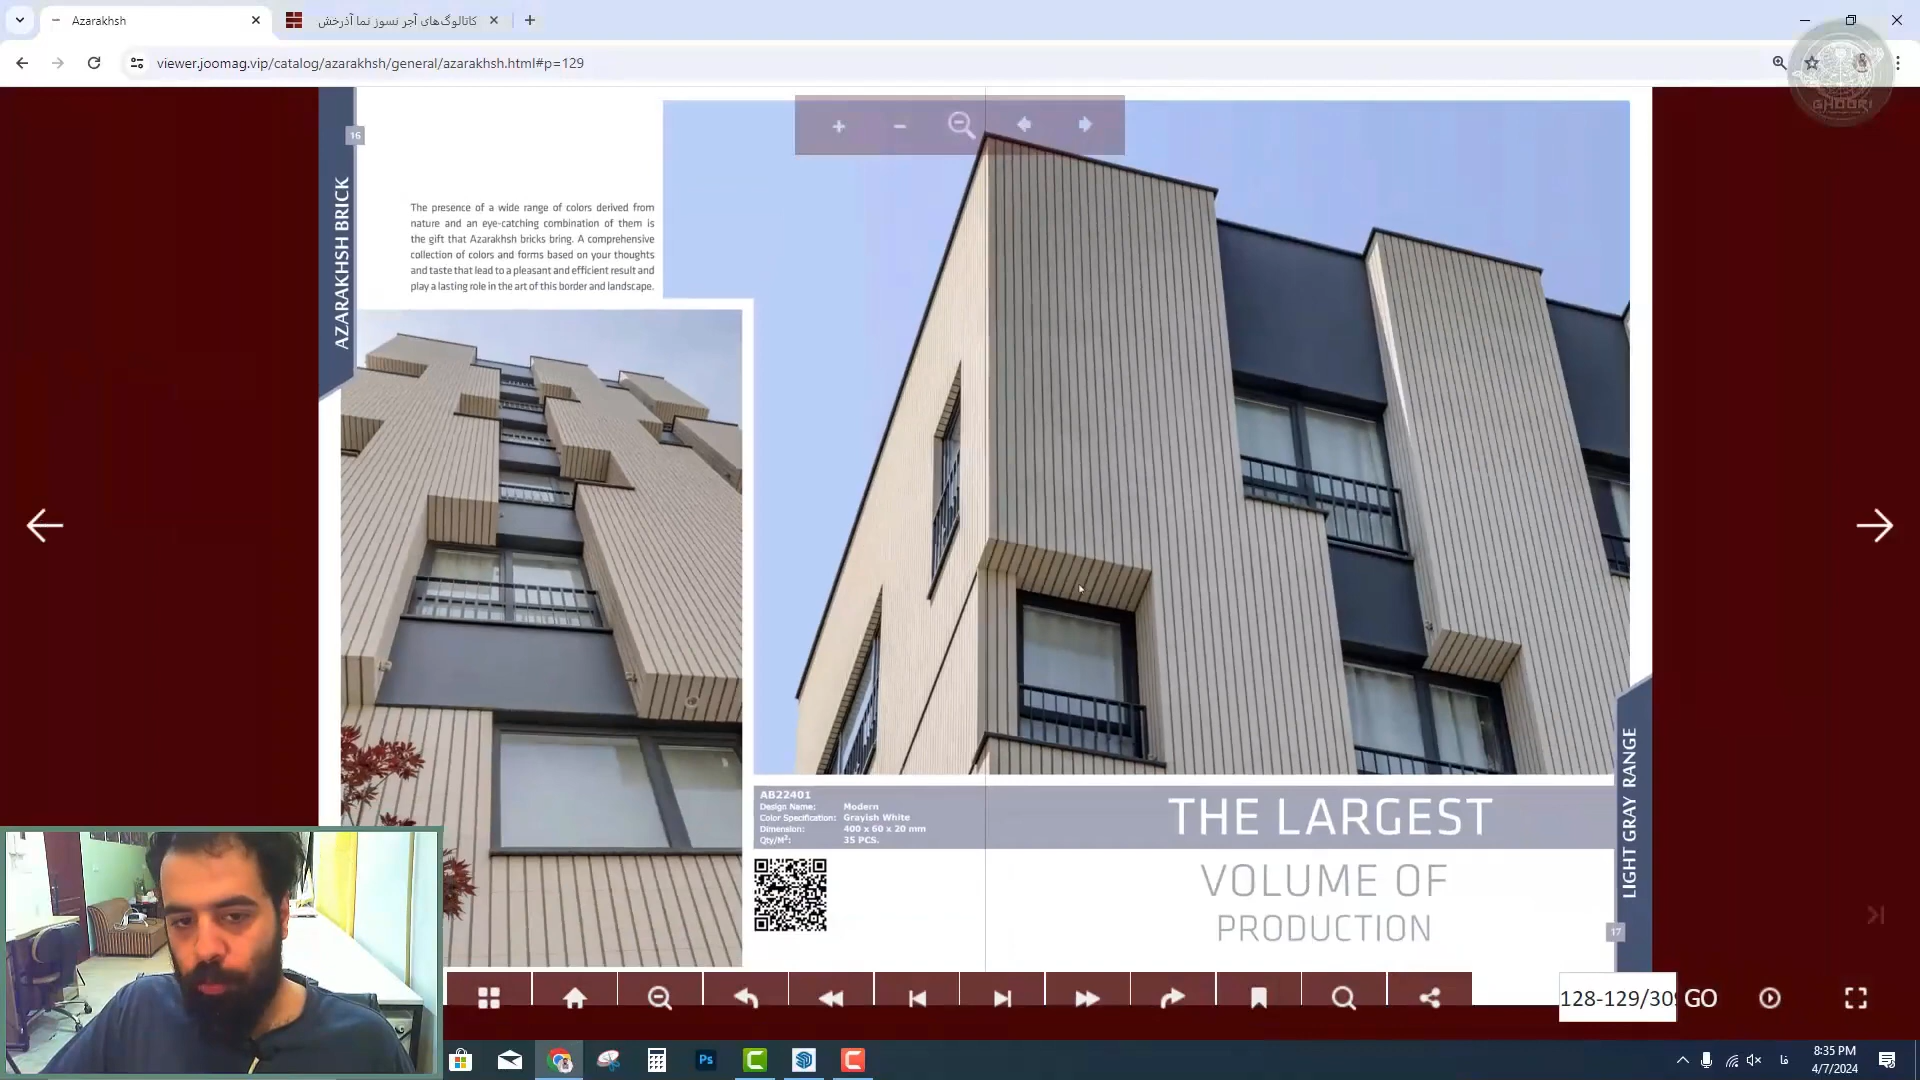 Azarakhsh
کاتالوگ‌های آجر نسوز نما آذرخش
viewer.joomag.vip/catalog/azarakhsh/general/azarakhsh.html#p=129
GHOORI
16
AZARAKHSH BRICK
The presence of a wide range of colors derived from
nature and an eye-catching combination of them is
the gift that Azarakhsh bricks bring. A comprehensive
collection of colors and forms based on your thoughts
and taste that lead to a pleasant and efficient result and
play a lasting role in the art of this border and landscape.
AB22401
Design Name: Modern
Color Specification: Grayish White
Dimension: 400 x 60 x 20 mm
Qty/M²: 35 PCS.
THE LARGEST
VOLUME OF
PRODUCTION
LIGHT GRAY RANGE
17
128-129/30
GO
Ps
فا
8:35 PM
4/7/2024